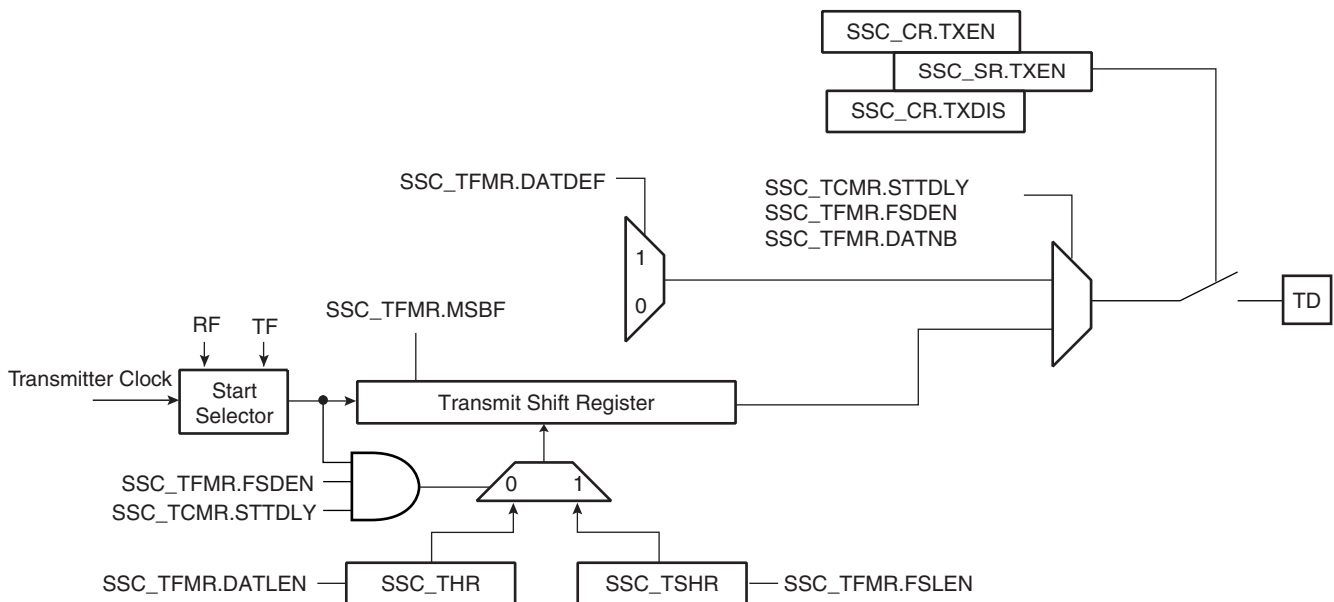 SSC_CR.TXEN
SSC_SR.TXEN
SSC_CR.TXDIS
SSC_TFMR.DATDEF
SSC_TCMR.STTDLY
SSC_TFMR.FSDEN
SSC_TFMR.DATNB
1
0
TD
SSC_TFMR.MSBF
RF
TF
Transmitter Clock
Start
Selector
Transmit Shift Register
SSC_TFMR.FSDEN
SSC_TCMR.STTDLY
0
1
SSC_TFMR.DATLEN
SSC_THR
SSC_TSHR
SSC_TFMR.FSLEN